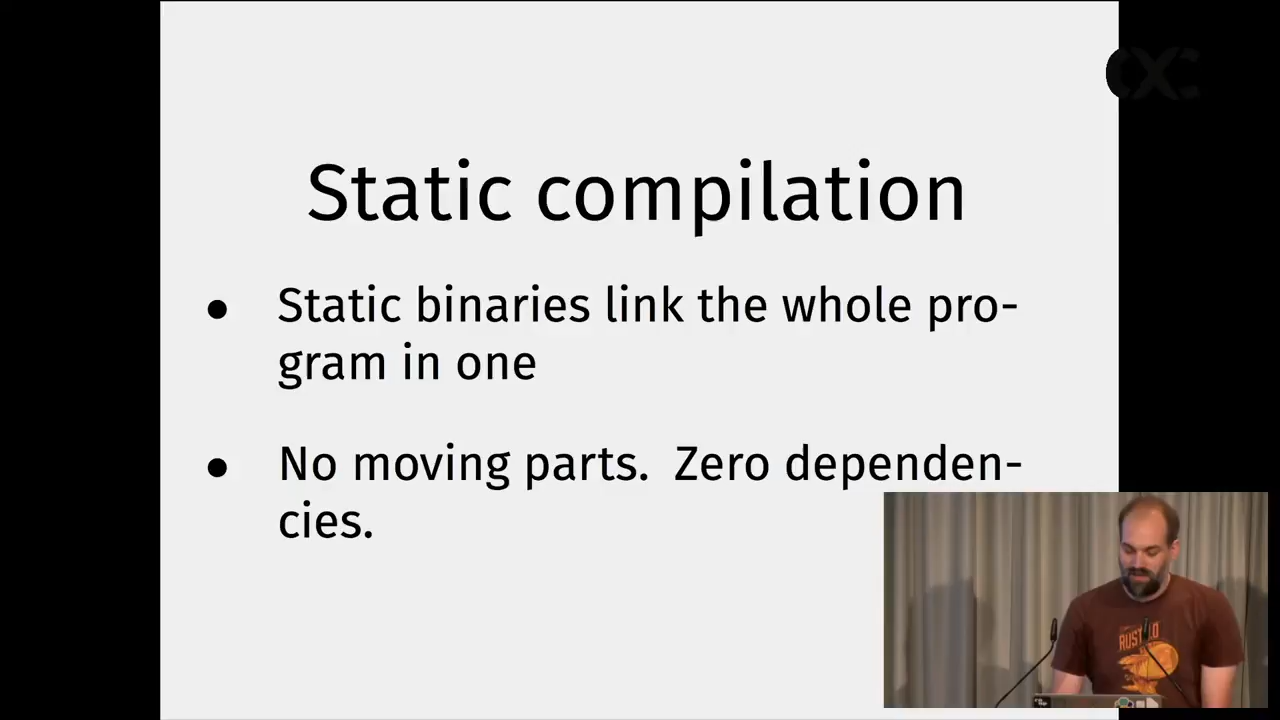 Static compilation
● Static binaries link the whole pro-
gram in one
● No moving parts. Zero dependen-
cies.